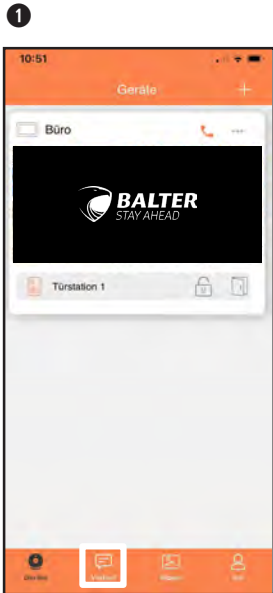 1
10:51
Geräte
Büro
BALTER
STAY AHEAD
Türstation 1